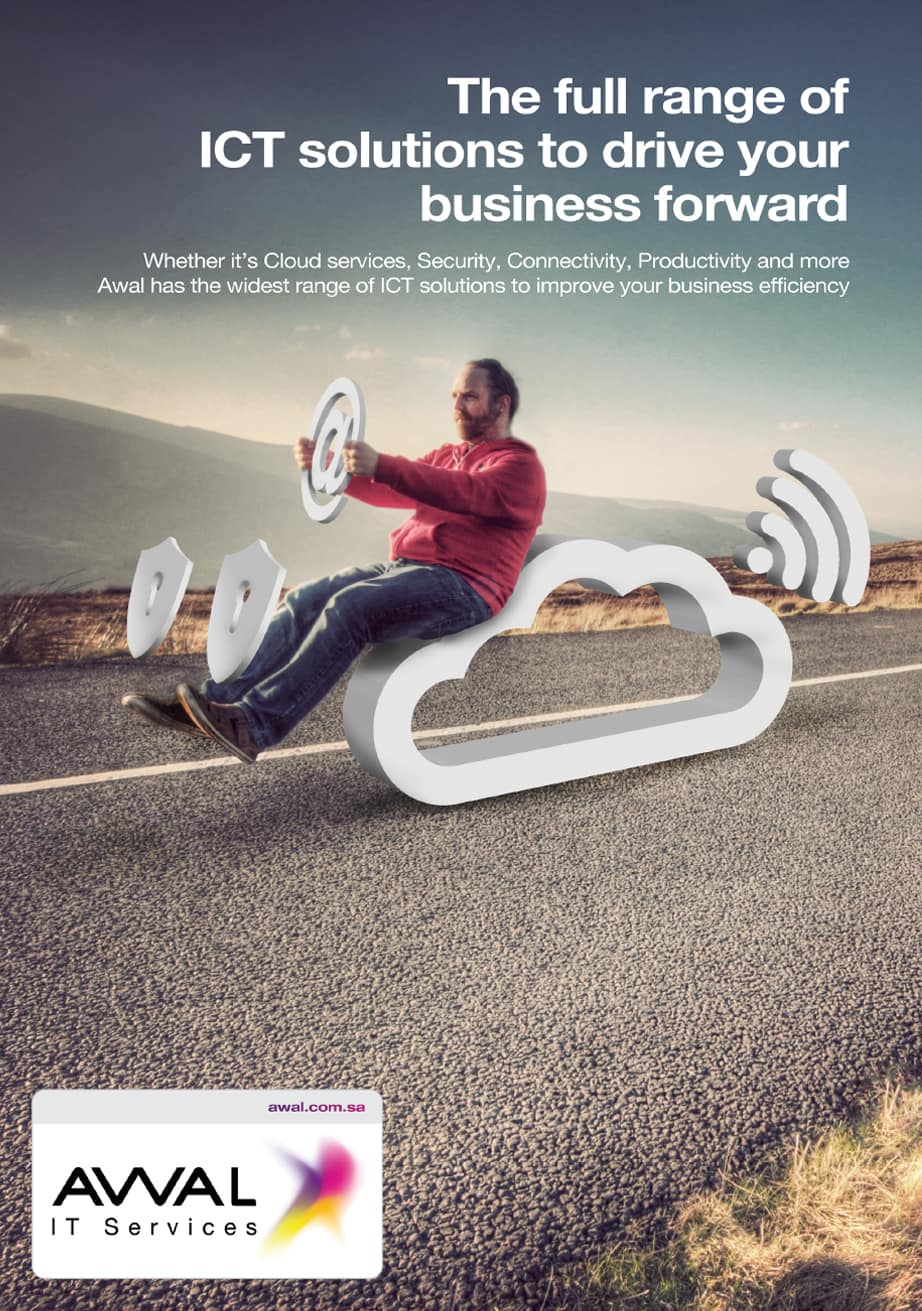 The full range of
ICT solutions to drive your
business forward
Whether it's Cloud services, Security, Connectivity, Productivity and more
Awal has the widest range of ICT solutions to improve your business efficiency
@
awal.com.sa
AWAL
IT Services